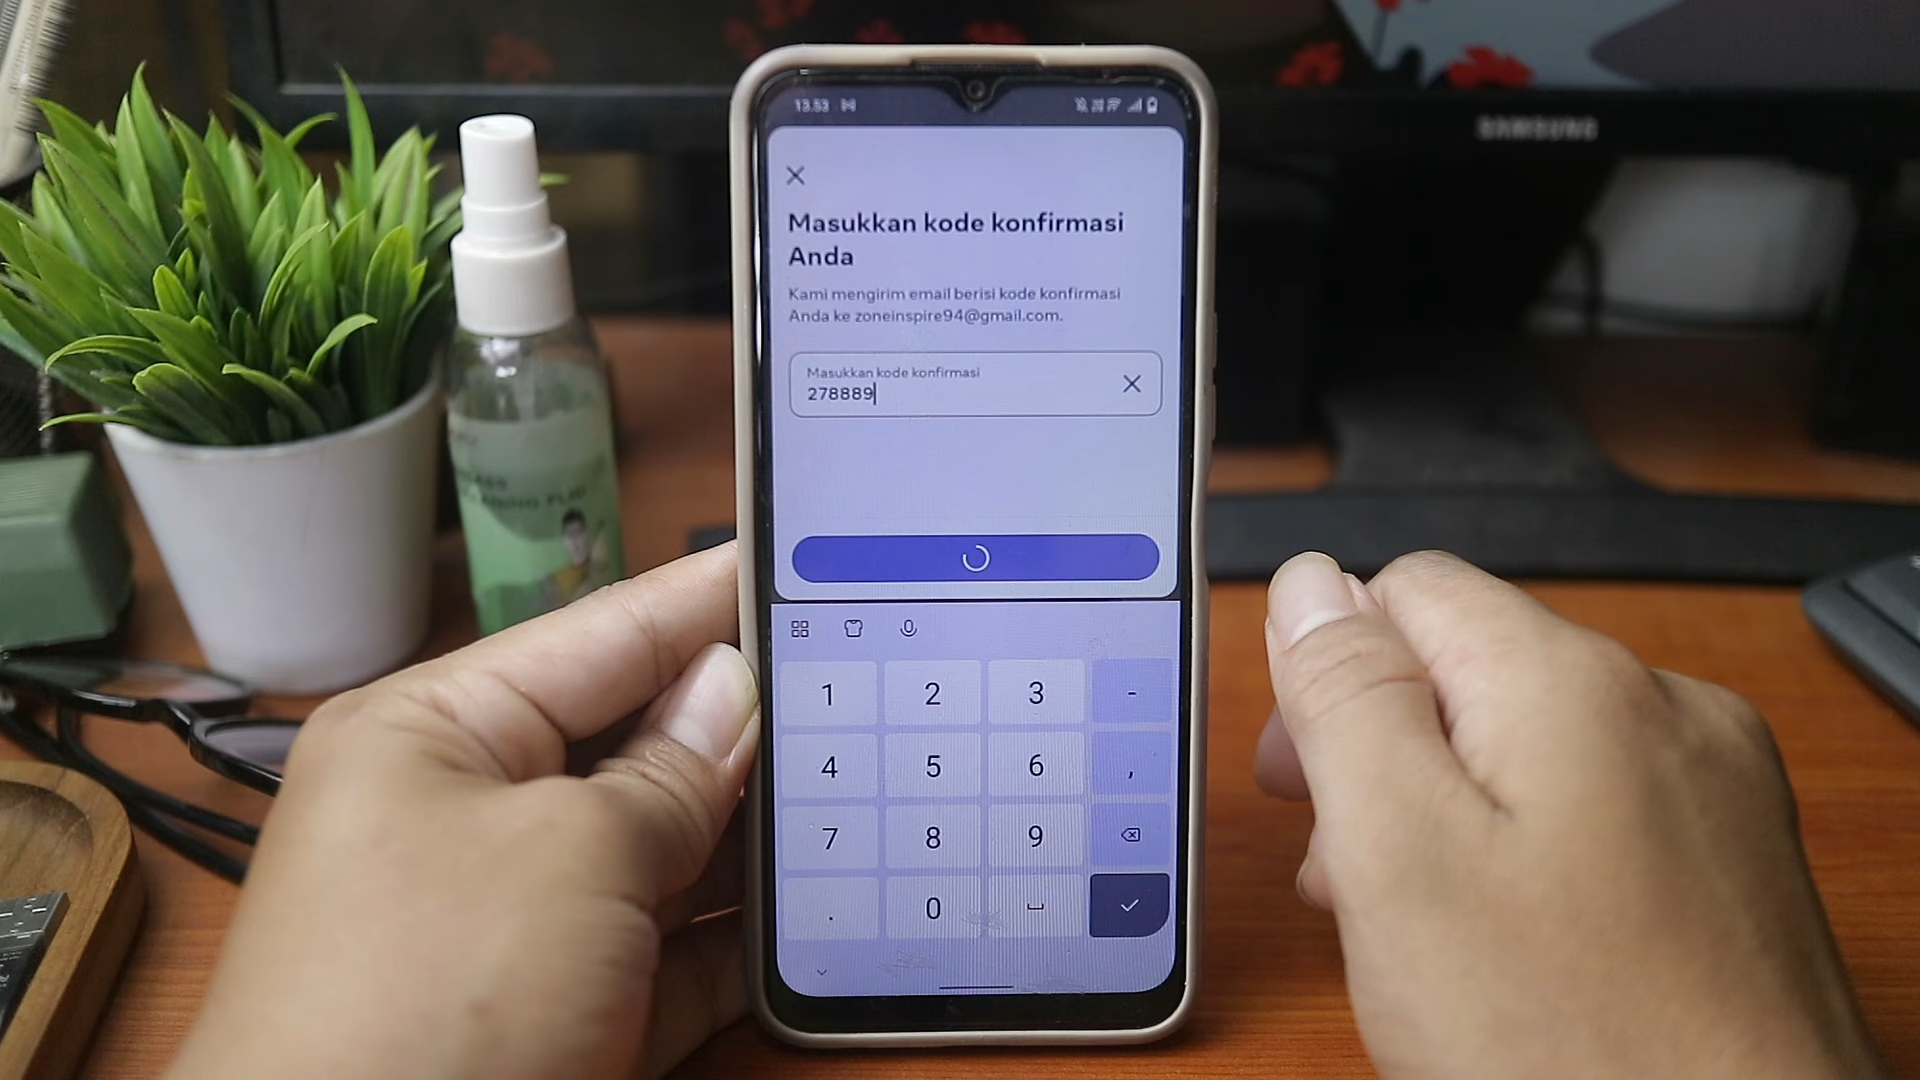 SAMSUNG
13.53
Masukkan kode konfirmasi
Anda
Kami mengirim email berisi kode konfirmasi
Anda ke zoneinspire94@gmail.com.
Masukkan kode konfirmasi
278889
1 2 3 -
4 5 6 ,
7 8 9
. 0